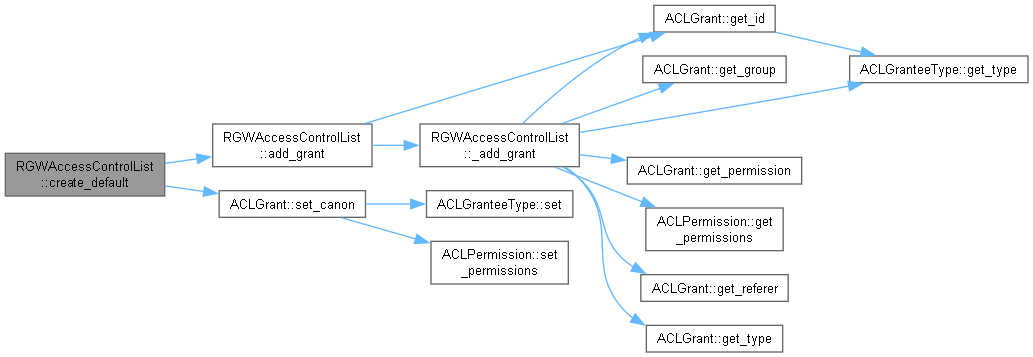 RGWAccessControlList
::create_default
RGWAccessControlList
::add_grant
ACLGrant::set_canon
RGWAccessControlList
::_add_grant
ACLGranteeType::set
ACLPermission::set
_permissions
ACLGrant::get_id
ACLGrant::get_group
ACLGrant::get_permission
ACLPermission::get
_permissions
ACLGrant::get_referer
ACLGrant::get_type
ACLGranteeType::get_type